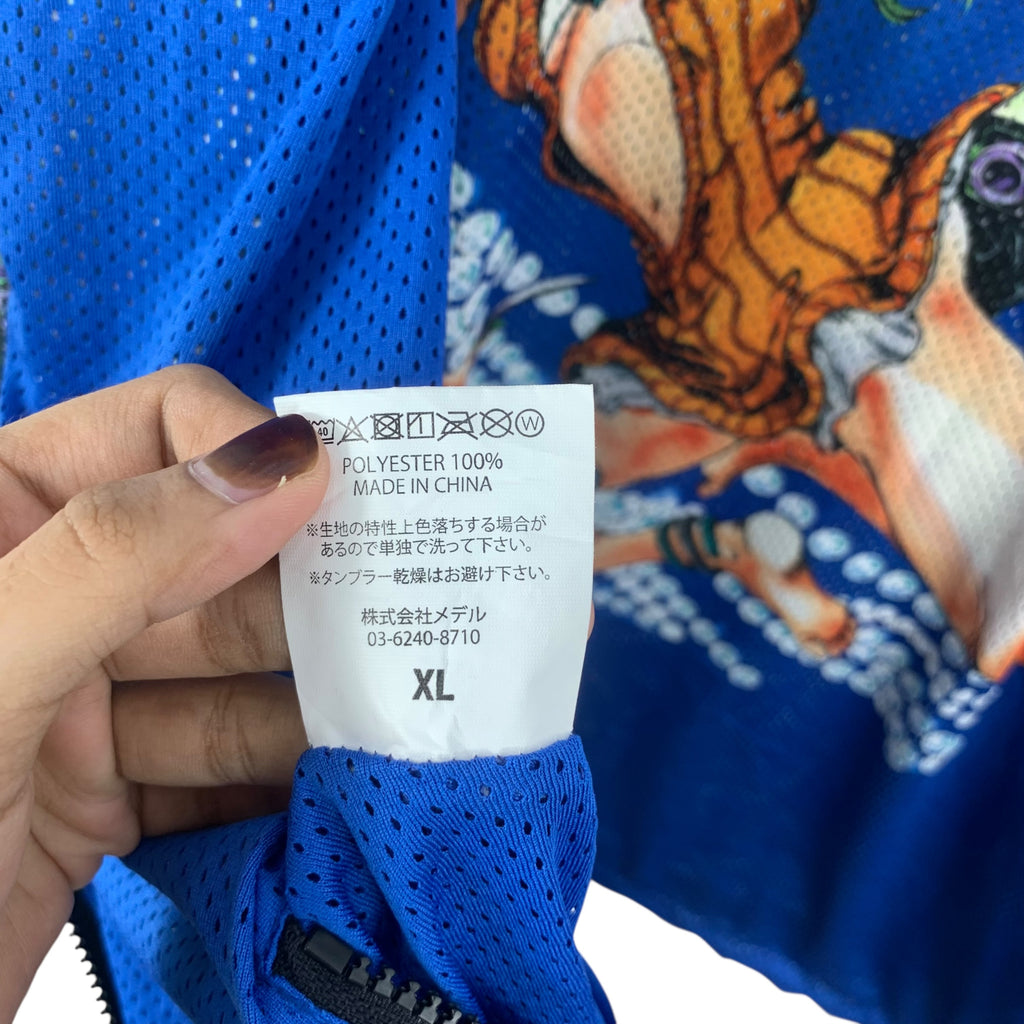 40
W
POLYESTER 100%
MADE IN CHINA
※生地の特性上色落ちする場合が
あるので単独で洗って下さい。
※タンブラー乾燥はお避け下さい。
株式会社メデル
03-6240-8710
XL